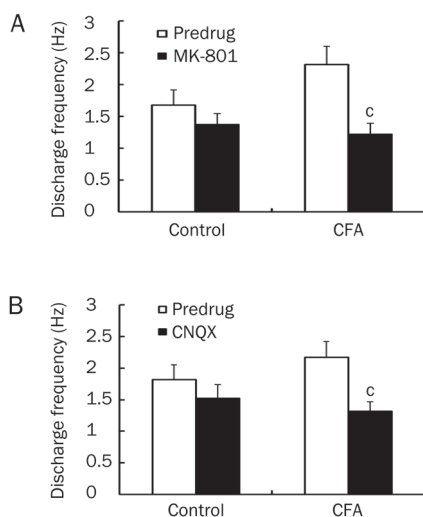 A
Discharge frequency (Hz)
3
2.5
2
1.5
1
0.5
0
Predrug
MK-801
c
Control
CFA
B
Discharge frequency (Hz)
3
2.5
2
1.5
1
0.5
0
Predrug
CNQX
c
Control
CFA